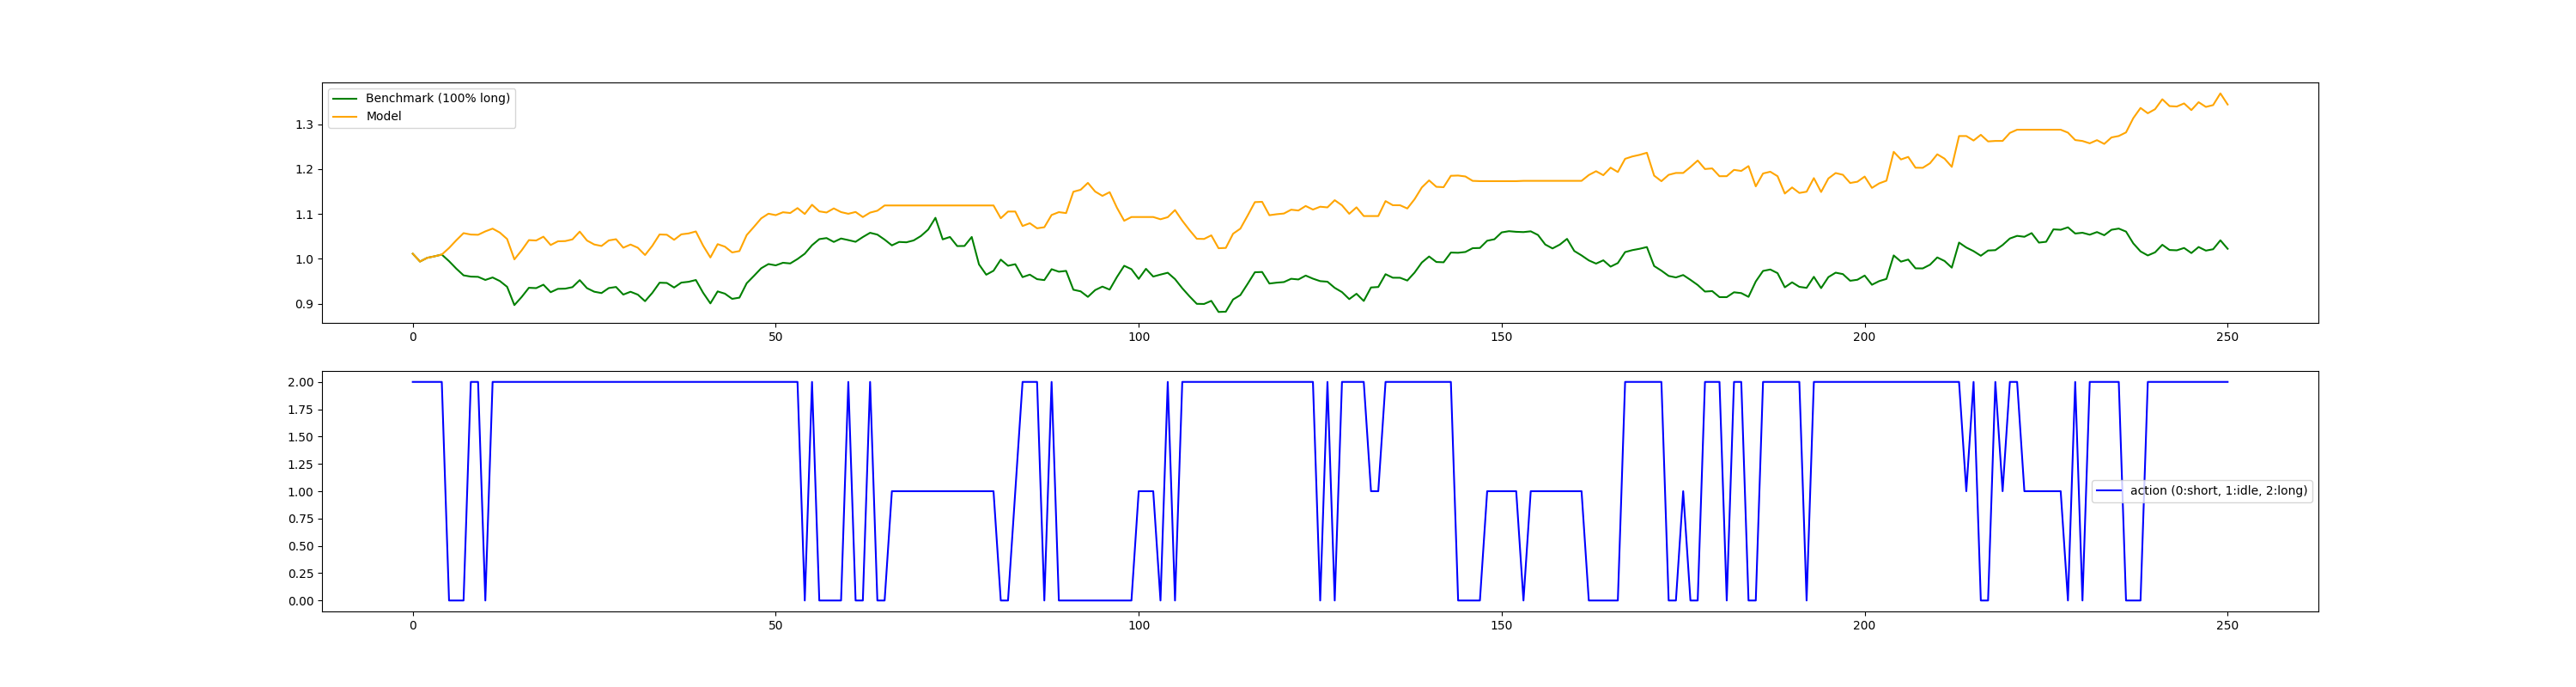 Benchmark (100% long)
Model
1.3
1.2
1.1
1.0
0.9
0 50 100 150 200 250
2.00
1.75
1.50
1.25
1.00
0.75
0.50
0.25
0.00
action (0:short, 1:idle, 2:long)
0 50 100 150 200 250